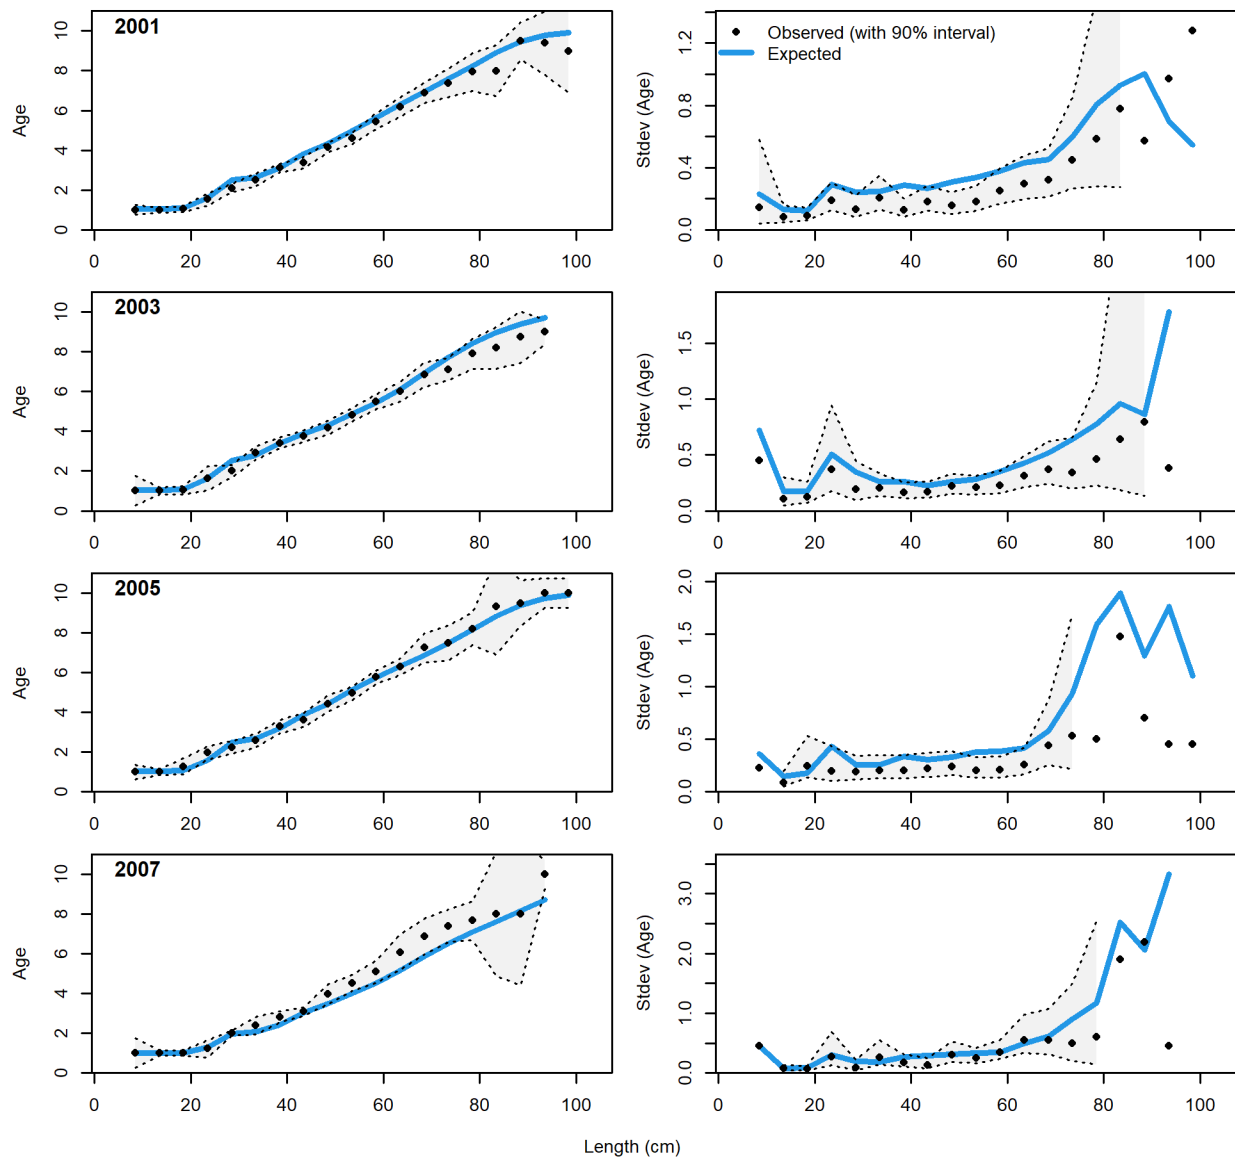 2001
Age
0 2 4 6 8 10
0 20 40 60 80 100
Observed (with 90% interval)
Expected
Stdev (Age)
0.0 0.4 0.8 1.2
0 20 40 60 80 100
2003
Age
0 2 4 6 8 10
0 20 40 60 80 100
Stdev (Age)
0.0 0.5 1.0 1.5
0 20 40 60 80 100
2005
Age
0 2 4 6 8 10
0 20 40 60 80 100
Stdev (Age)
0.0 0.5 1.0 1.5 2.0
0 20 40 60 80 100
2007
Age
0 2 4 6 8 10
0 20 40 60 80 100
Stdev (Age)
0.0 1.0 2.0 3.0
0 20 40 60 80 100
Length (cm)